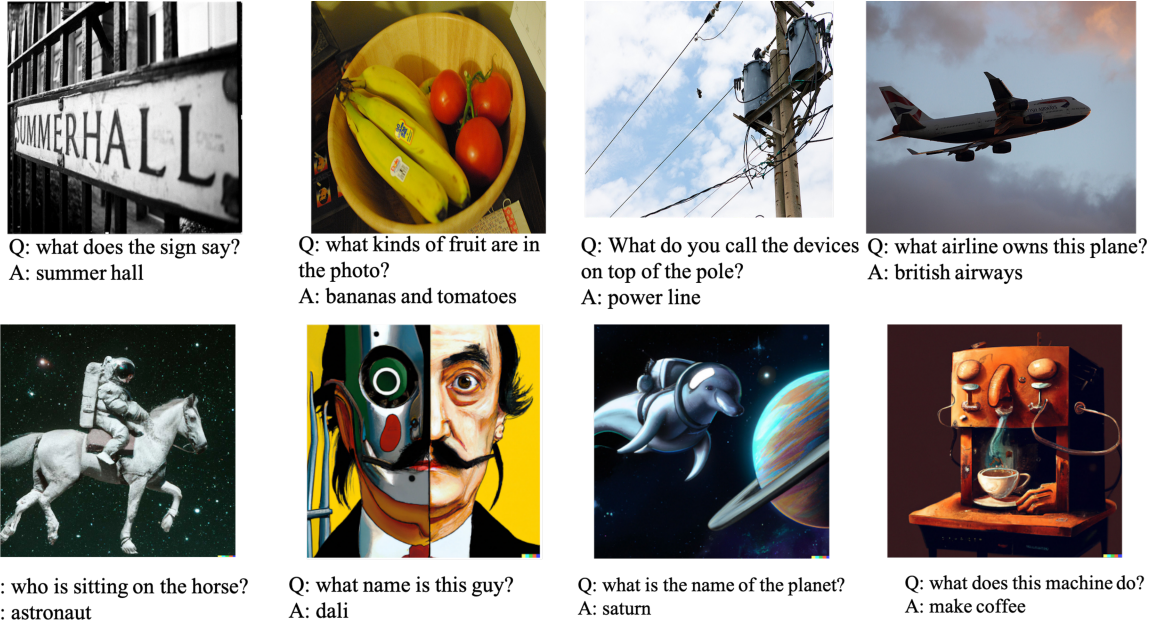 SUMMERHALL
Q: what does the sign say?
A: summer hall
Q: what kinds of fruit are in
the photo?
A: bananas and tomatoes
Q: What do you call the devices
on top of the pole?
A: power line
Q: what airline owns this plane?
A: british airways
: who is sitting on the horse?
: astronaut
Q: what name is this guy?
A: dali
Q: what is the name of the planet?
A: saturn
Q: what does this machine do?
A: make coffee